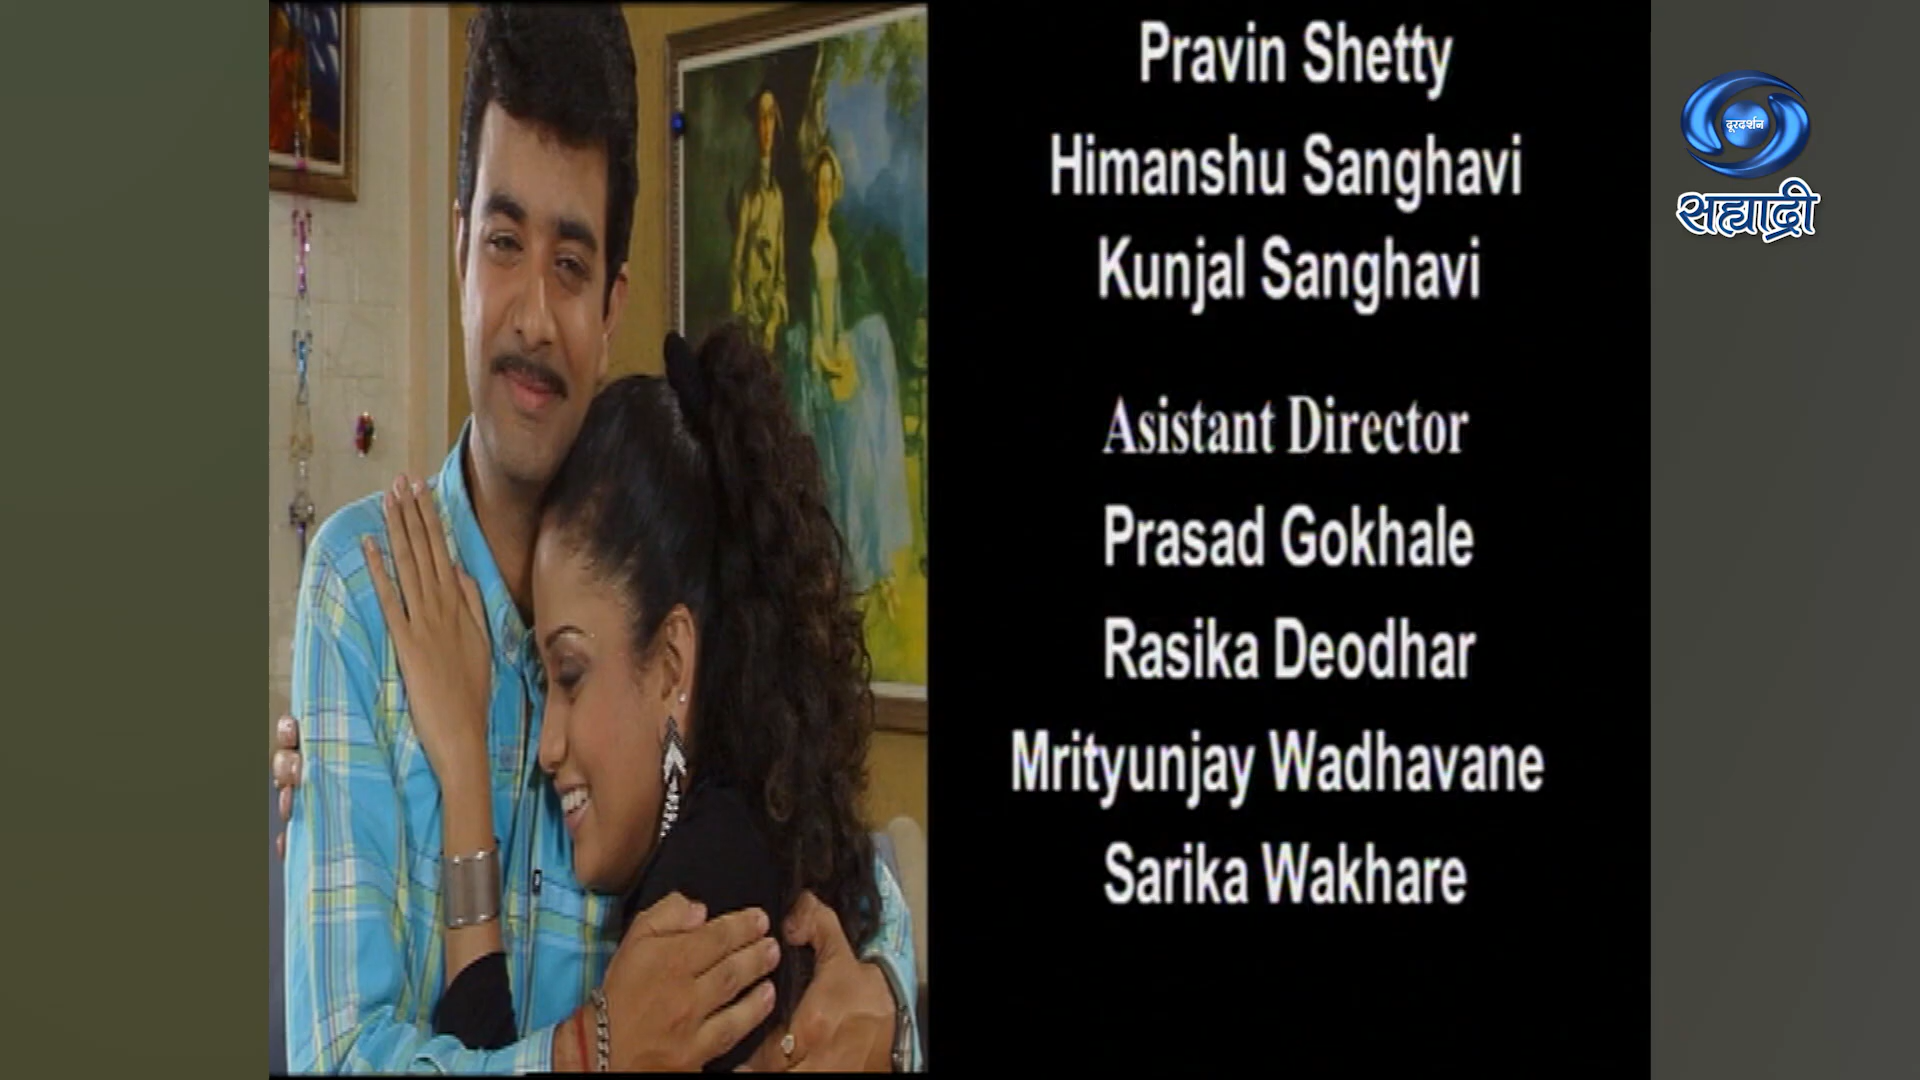 Pravin Shetty
Himanshu Sanghavi
Kunjal Sanghavi
Asistant Director
Prasad Gokhale
Rasika Deodhar
Mrityunjay Wadhavane
Sarika Wakhare
दूरदर्शन
सह्याद्री